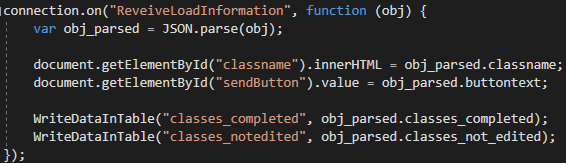 connection.on("ReveiveLoadInformation", function (obj) {
var obj_parsed = JSON.parse(obj);
document.getElementById("classname").innerHTML = obj_parsed.classname;
document.getElementById("sendButton").value = obj_parsed.buttontext;
WriteDataInTable("classes_completed", obj_parsed.classes_completed);
WriteDataInTable("classes_notedited", obj_parsed.classes_not_edited);
});